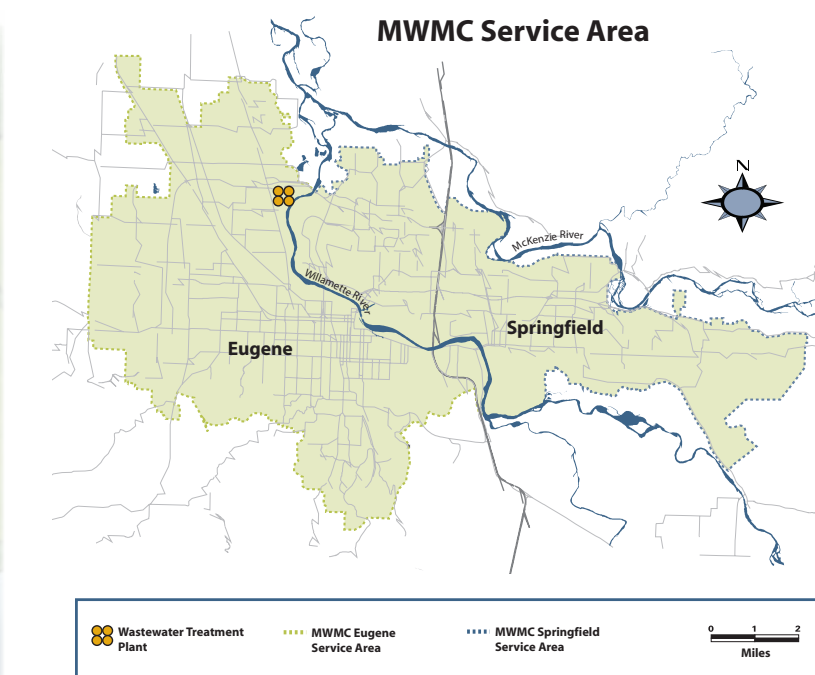 MWMC Service Area
N
McKenzie River
Willamette River
Springfield
Eugene
Wastewater Treatment
Plant
MWMC Eugene
Service Area
MWMC Springfield
Service Area
0 1 2
Miles